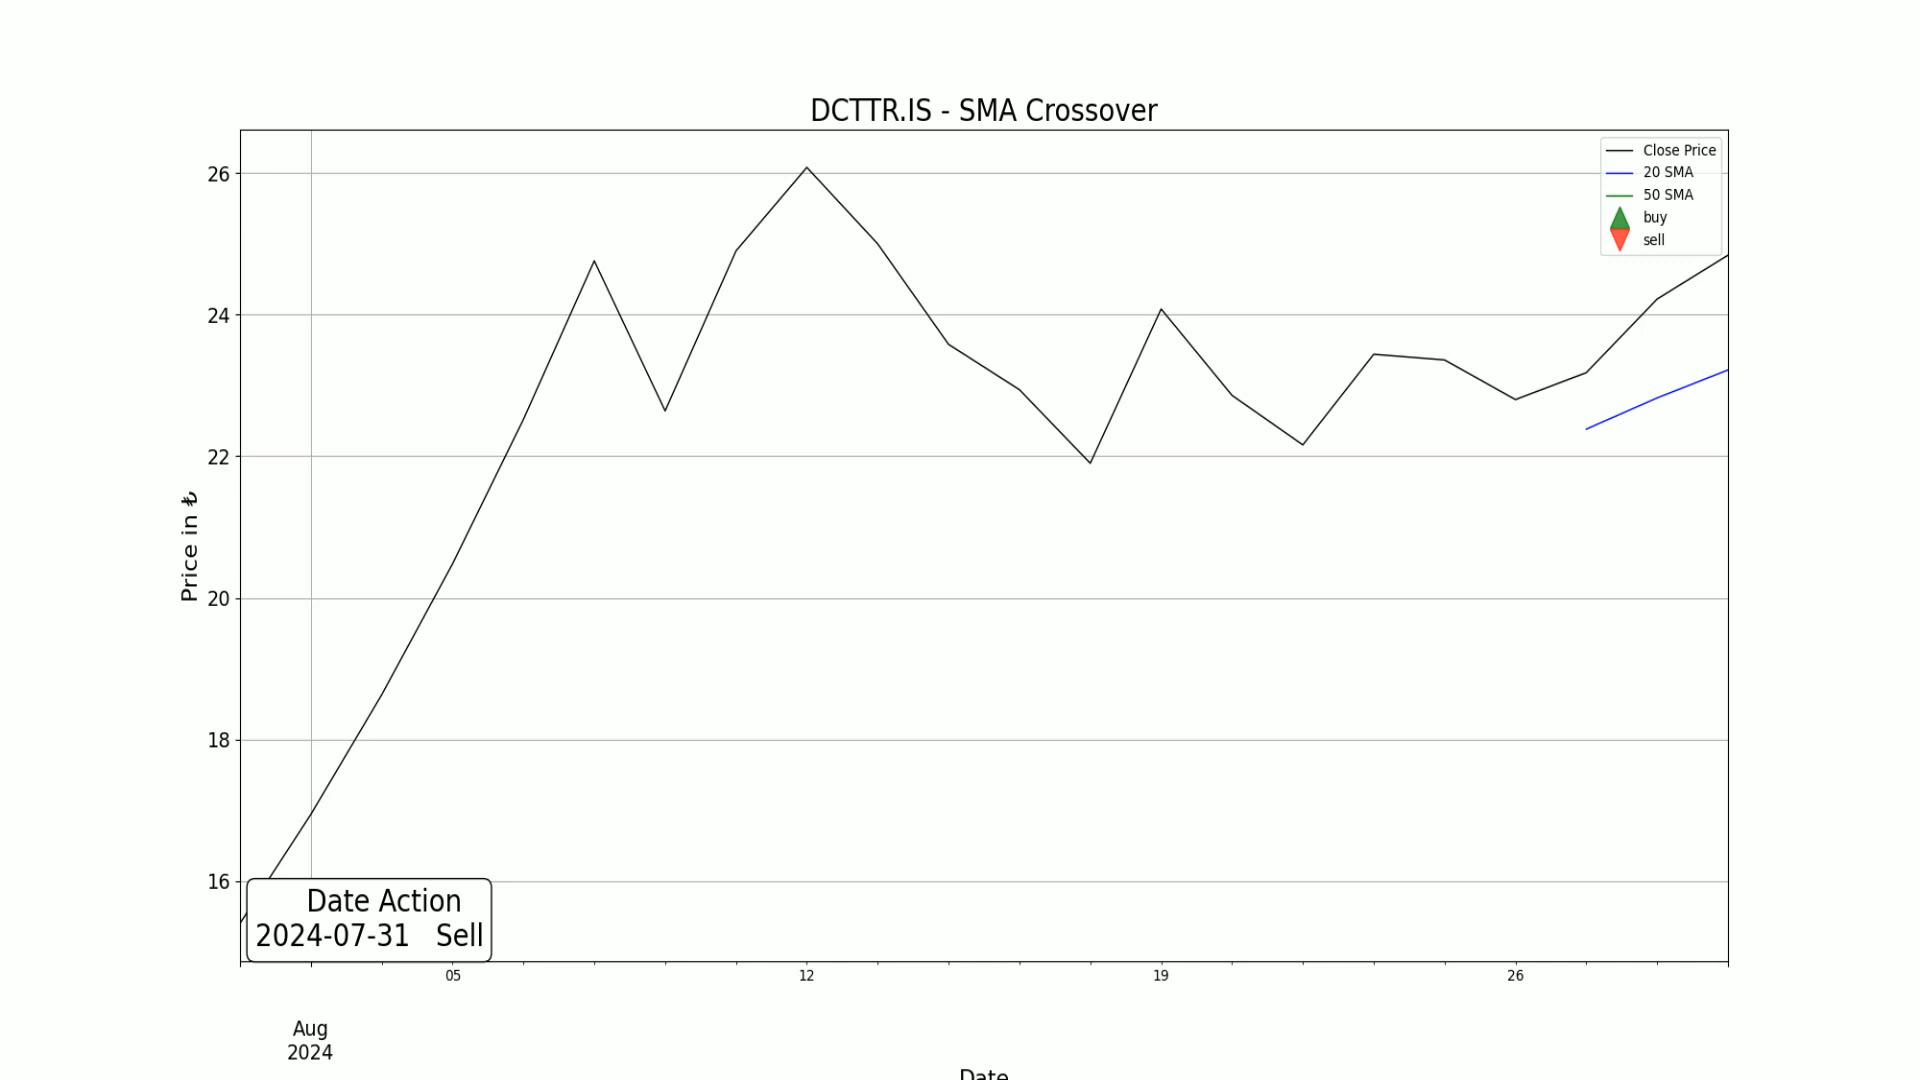 DCTTR.IS - SMA Crossover
Close Price
20 SMA
50 SMA
buy
sell
26
24
22
20
18
16
Price in ₺
Date Action
2024-07-31 Sell
05
12
19
26
Aug
2024
Date